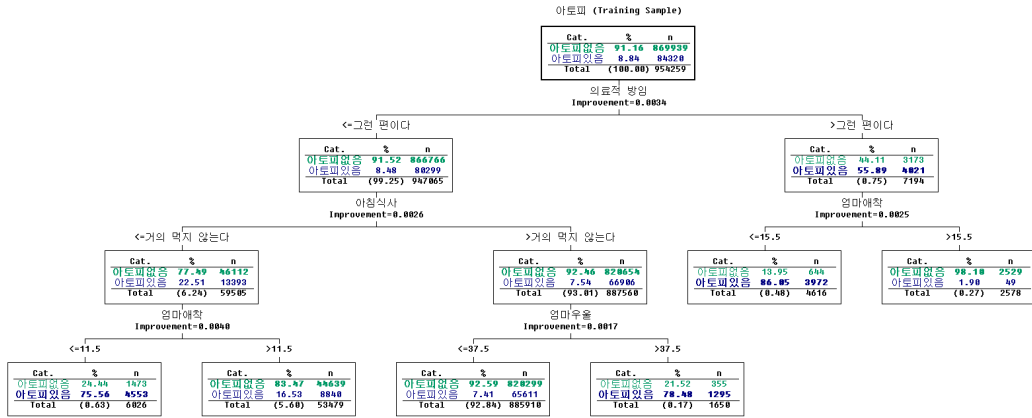 아토피 (Training Sample)
Cat. % n
아토피없음 91.16 869939
아토피있음 8.84 84320
Total (100.00) 954259
의료적 방임
Improvement=0.0034
<=그런 편이다
>그런 편이다
Cat. % n
아토피없음 91.52 866766
아토피있음 8.48 80299
Total (99.25) 947065
Cat. % n
아토피없음 44.11 3173
아토피있음 55.89 4021
Total (0.75) 7194
아침식사
Improvement=0.0026
엄마애착
Improvement=0.0025
<=거의 먹지 않는다
>거의 먹지 않는다
<=15.5
>15.5
Cat. % n
아토피없음 77.49 46112
아토피있음 22.51 13393
Total (6.24) 59505
Cat. % n
아토피없음 92.46 820654
아토피있음 7.54 66906
Total (93.01) 887560
Cat. % n
아토피없음 13.95 644
아토피있음 86.05 3972
Total (0.48) 4616
Cat. % n
아토피없음 98.10 2529
아토피있음 1.90 49
Total (0.27) 2578
엄마애착
Improvement=0.0040
엄마우울
Improvement=0.0017
<=11.5
>11.5
<=37.5
>37.5
Cat. % n
아토피없음 24.44 1473
아토피있음 75.56 4553
Total (0.63) 6026
Cat. % n
아토피없음 83.47 44639
아토피있음 16.53 8840
Total (5.60) 53479
Cat. % n
아토피없음 92.59 820299
아토피있음 7.41 65611
Total (92.84) 885910
Cat. % n
아토피없음 21.52 355
아토피있음 78.48 1295
Total (0.17) 1650